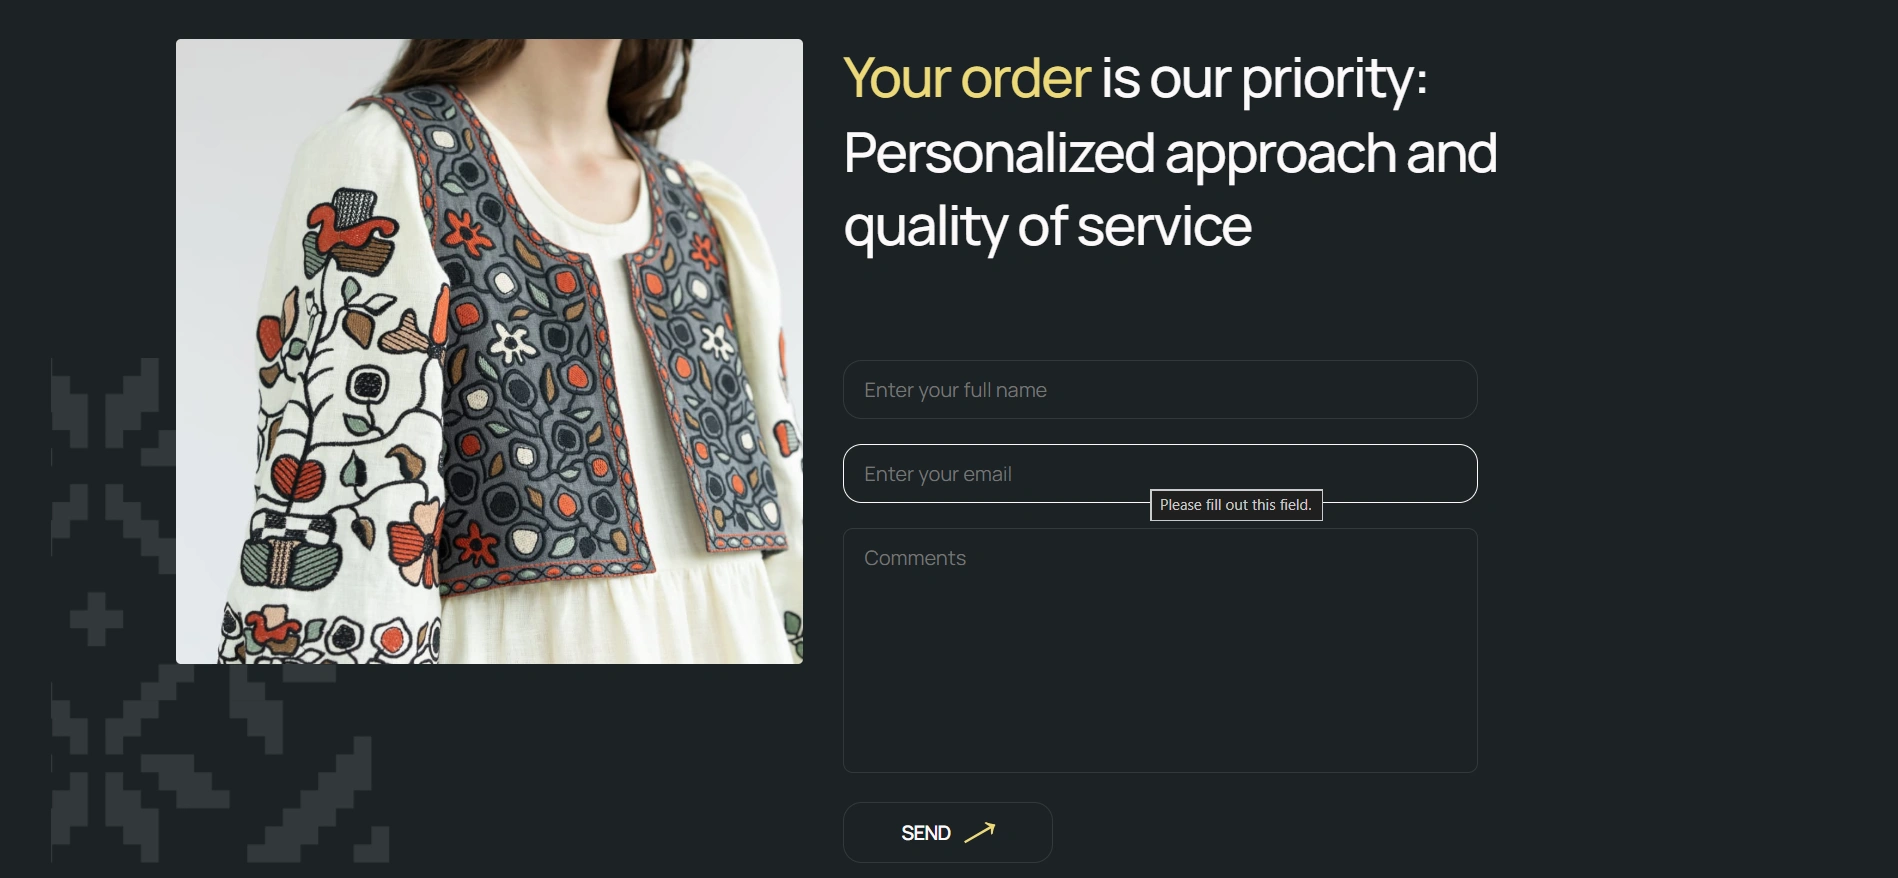 Your order is our priority:
Personalized approach and
quality of service
Enter your full name
Enter your email
Please fill out this field.
Comments
SEND